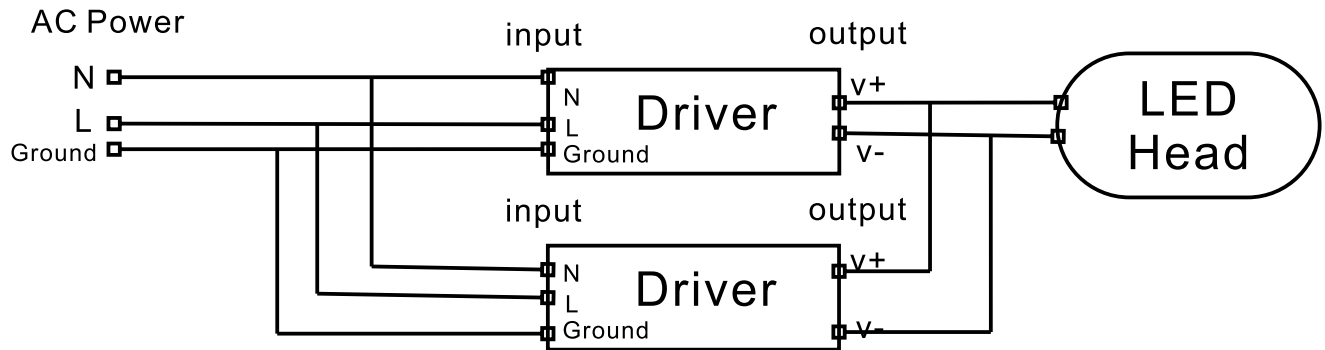 AC Power
input
output
N
L
Ground
N
L
Ground
Driver
v+
v-
LED
Head
input
output
N
L
Ground
Driver
v+
v-